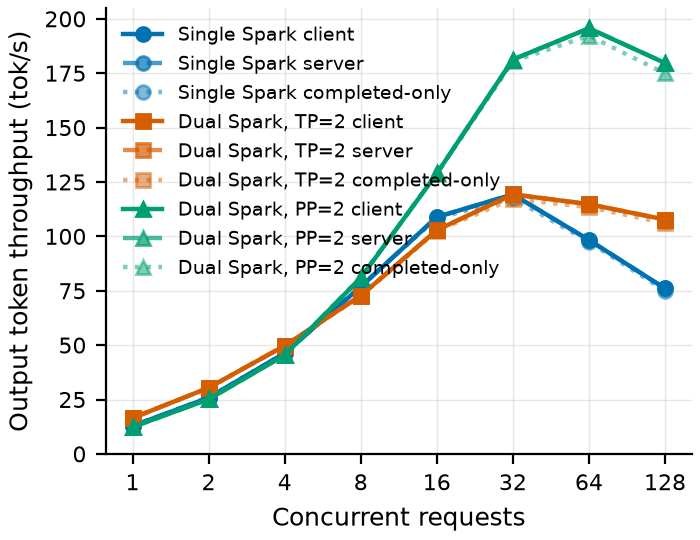 Output token throughput (tok/s)
200
175
150
125
100
75
50
25
0
Single Spark client
Single Spark server
Single Spark completed-only
Dual Spark, TP=2 client
Dual Spark, TP=2 server
Dual Spark, TP=2 completed-only
Dual Spark, PP=2 client
Dual Spark, PP=2 server
Dual Spark, PP=2 completed-only
1 2 4 8 16 32 64 128
Concurrent requests